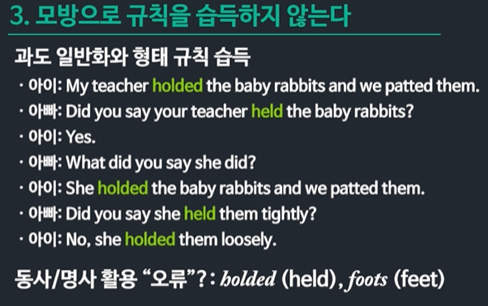 3. 모방으로 규칙을 습득하지 않는다
과도 일반화와 형태 규칙 습득
· 아이: My teacher holded the baby rabbits and we patted them.
· 아빠: Did you say your teacher held the baby rabbits?
· 아이: Yes.
· 아빠: What did you say she did?
· 아이: She holded the baby rabbits and we patted them.
· 아빠: Did you say she held them tightly?
· 아이: No, she holded them loosely.
동사/명사 활용 “오류”?: holded (held), foots (feet)